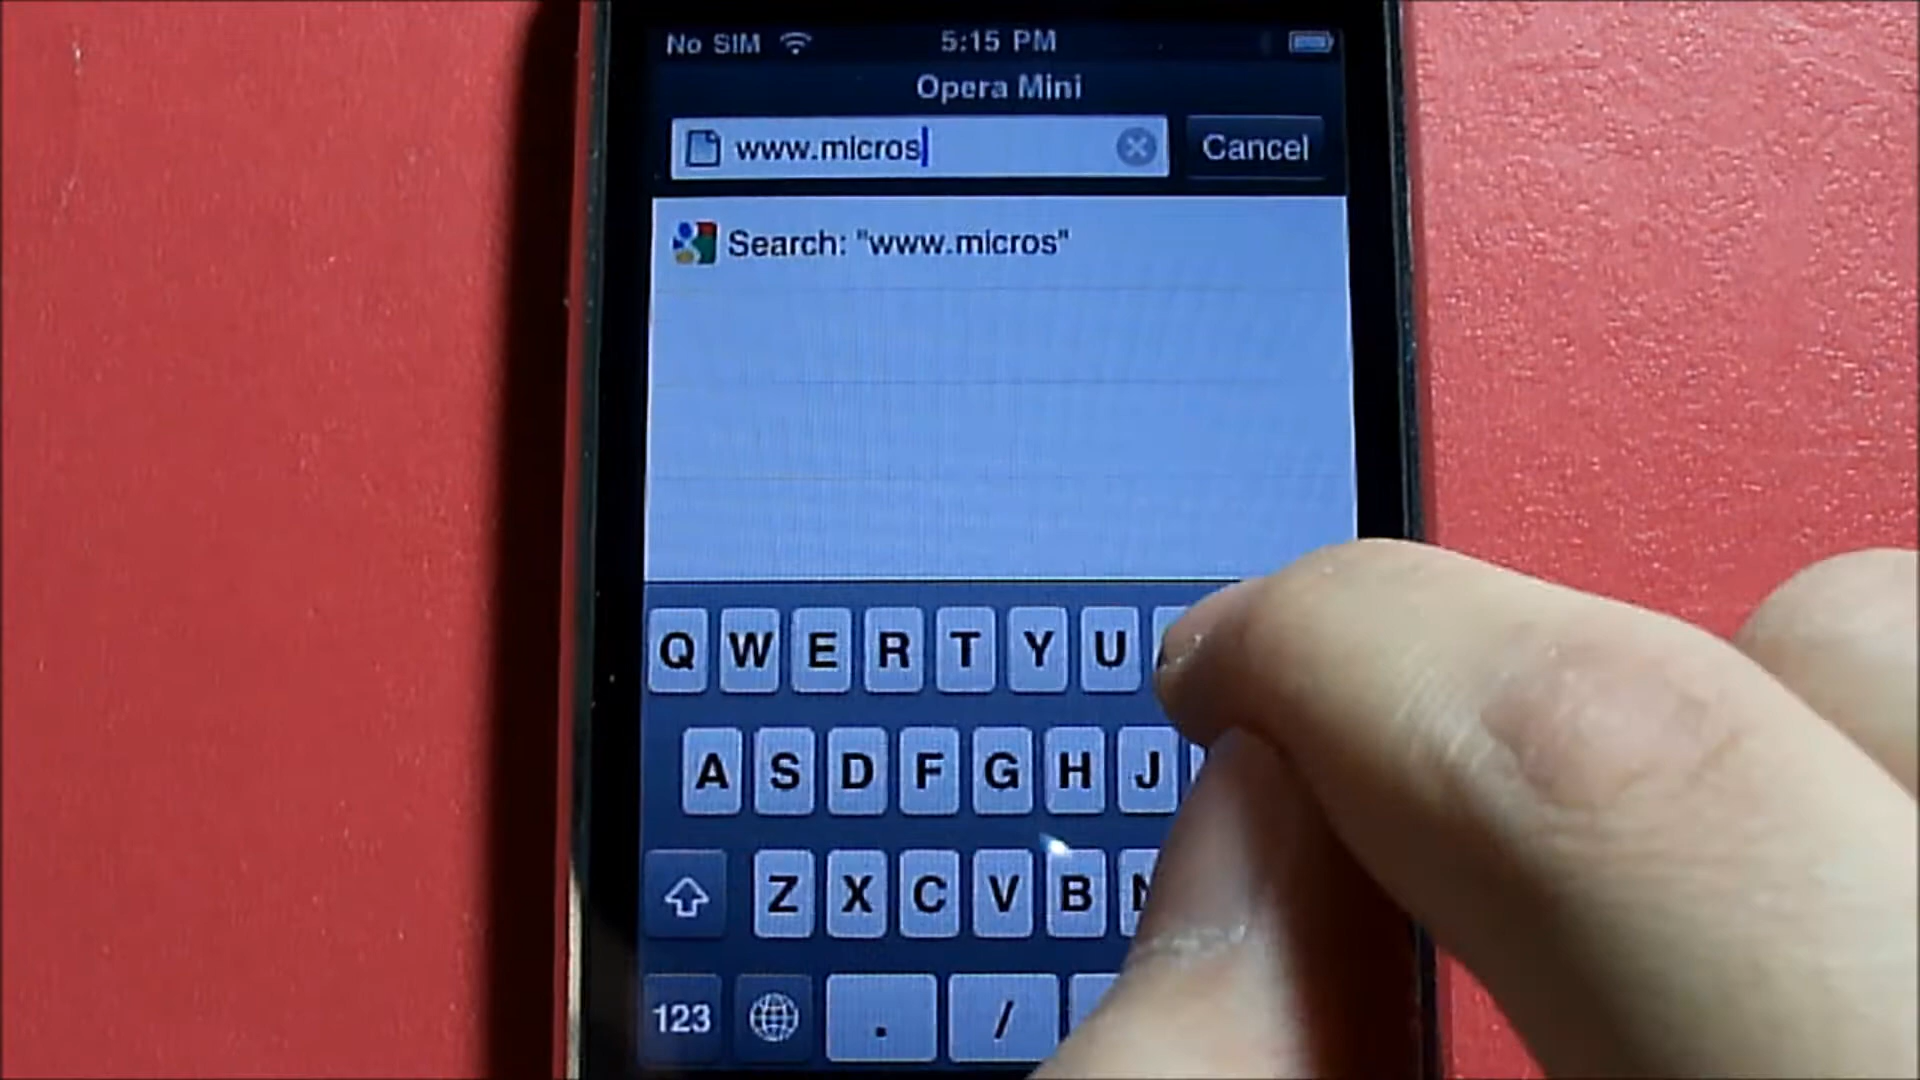 No SIM 5:15 PM
Opera Mini
www.micros Cancel
Search: "www.micros"
Q W E R T Y U
A S D F G H J
Z X C V B N
123 . /